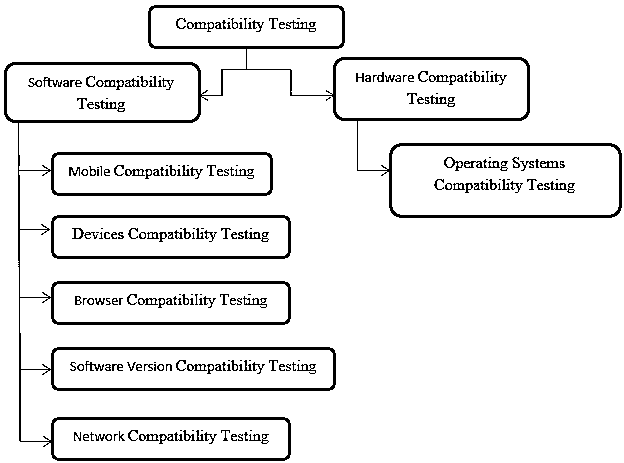 Compatibility Testing
Software Compatibility
Testing
Hardware Compatibility
Testing
Mobile Compatibility Testing
Operating Systems
Compatibility Testing
Devices Compatibility Testing
Browser Compatibility Testing
Software Version Compatibility Testing
Network Compatibility Testing